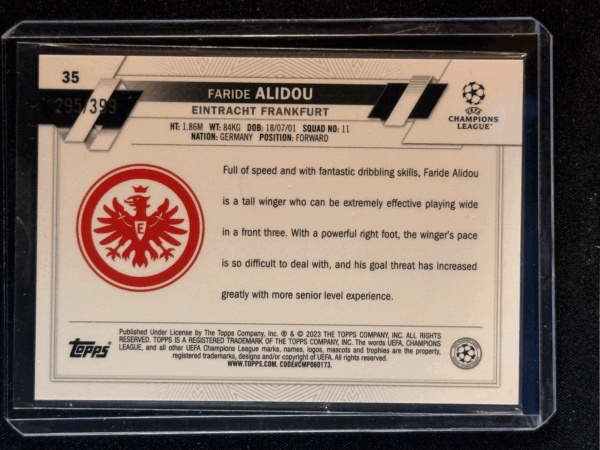 35
FARIDE ALIDOU
295/399
EINTRACHT FRANKFURT
HT: 1.86M WT: 84KG DOB: 18/07/01 SQUAD NO: 11
NATION: GERMANY POSITION: FORWARD
UEFA
CHAMPIONS
LEAGUE
Full of speed and with fantastic dribbling skills, Faride Alidou
is a tall winger who can be extremely effective playing wide
in a front three. With a powerful right foot, the winger's pace
is so difficult to deal with, and his goal threat has increased
greatly with more senior level experience.
E
Topps
Published Under License by The Topps Company, Inc. ® & © 2023 THE TOPPS COMPANY, INC. ALL RIGHTS
RESERVED. TOPPS IS A REGISTERED TRADEMARK OF THE TOPPS COMPANY, INC. The words UEFA, CHAMPIONS
LEAGUE, and all other UEFA Champions League marks, names, logos, mascots and trophies are the property,
registered trademarks, designs and/or copyright of UEFA. All rights reserved.
WWW.TOPPS.COM. CODE#CMP060173.